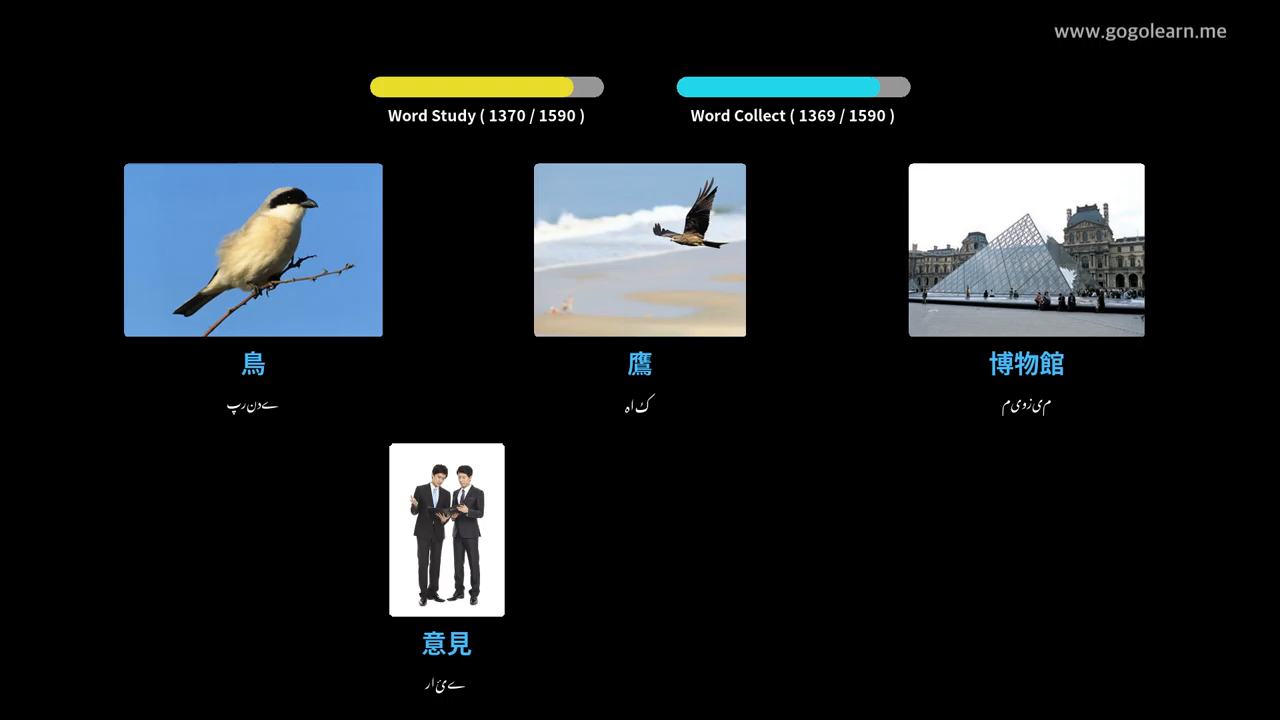 www.gogolearn.me
Word Study ( 1370 / 1590 )
Word Collect ( 1369 / 1590 )
鳥
鷹
博物館
پرندے
ہاک
میوزیم
意見
رائے